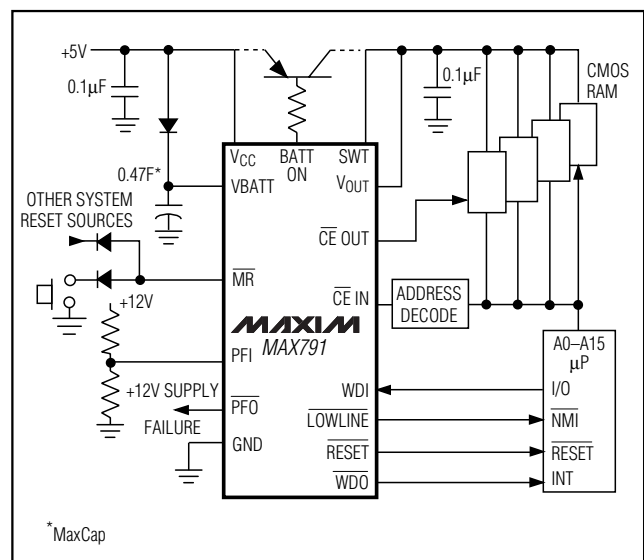 +5V
0.1µF
0.1µF
CMOS
RAM
0.47F*
VCC
BATT
ON
SWT
VBATT
VOUT
OTHER SYSTEM
RESET SOURCES
CE OUT
MR
CE IN
ADDRESS
DECODE
+12V
MAXIM
MAX791
A0–A15
µP
PFI
WDI
I/O
+12V SUPPLY
FAILURE
PFO
LOWLINE
NMI
GND
RESET
RESET
WDO
INT
*MaxCap